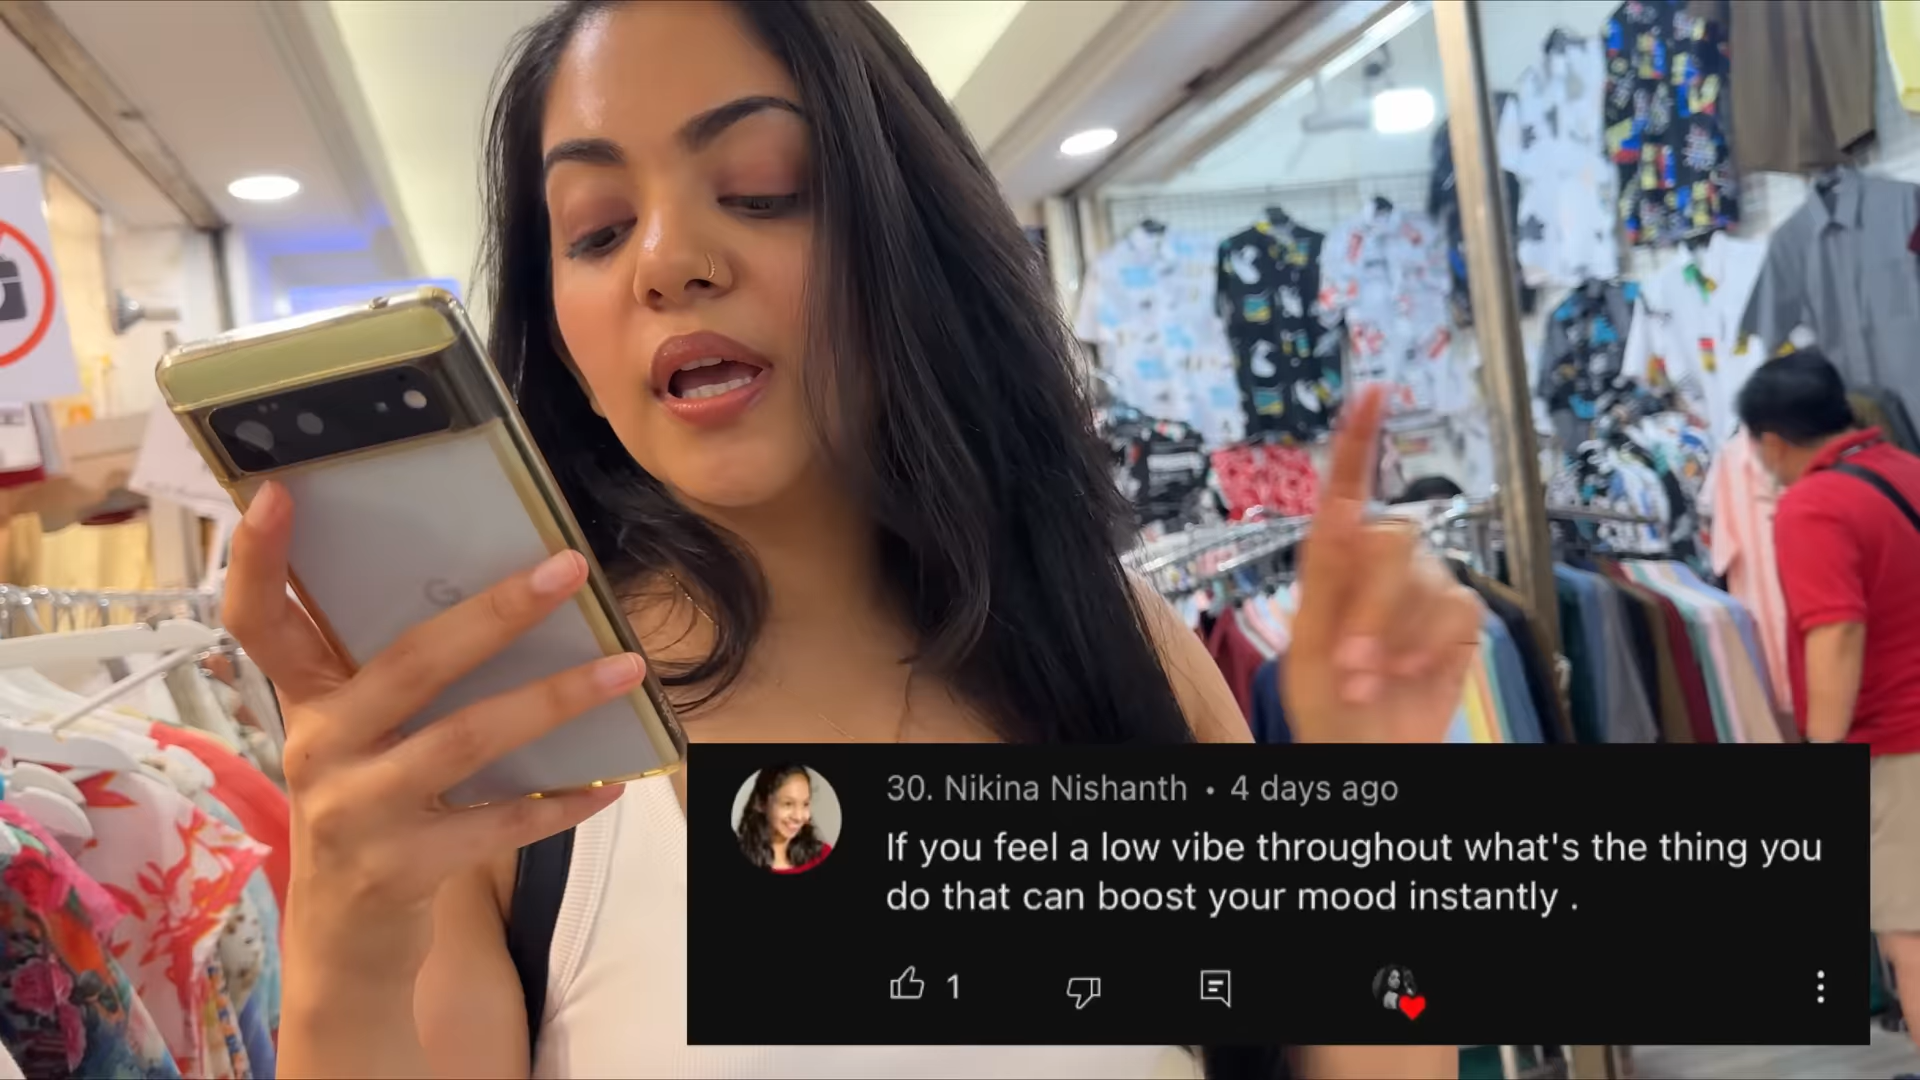 30. Nikina Nishanth • 4 days ago
If you feel a low vibe throughout what's the thing you
do that can boost your mood instantly .
1